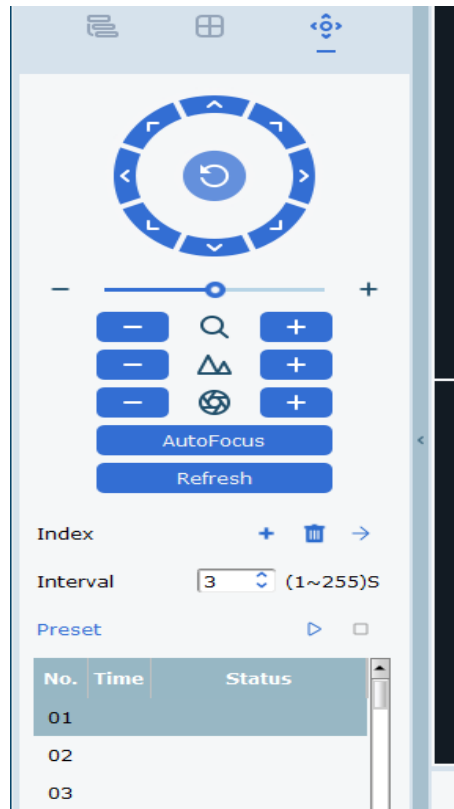 AutoFocus
Refresh
Index
Interval 3 (1~255)S
Preset
No. Time Status
01
02
03